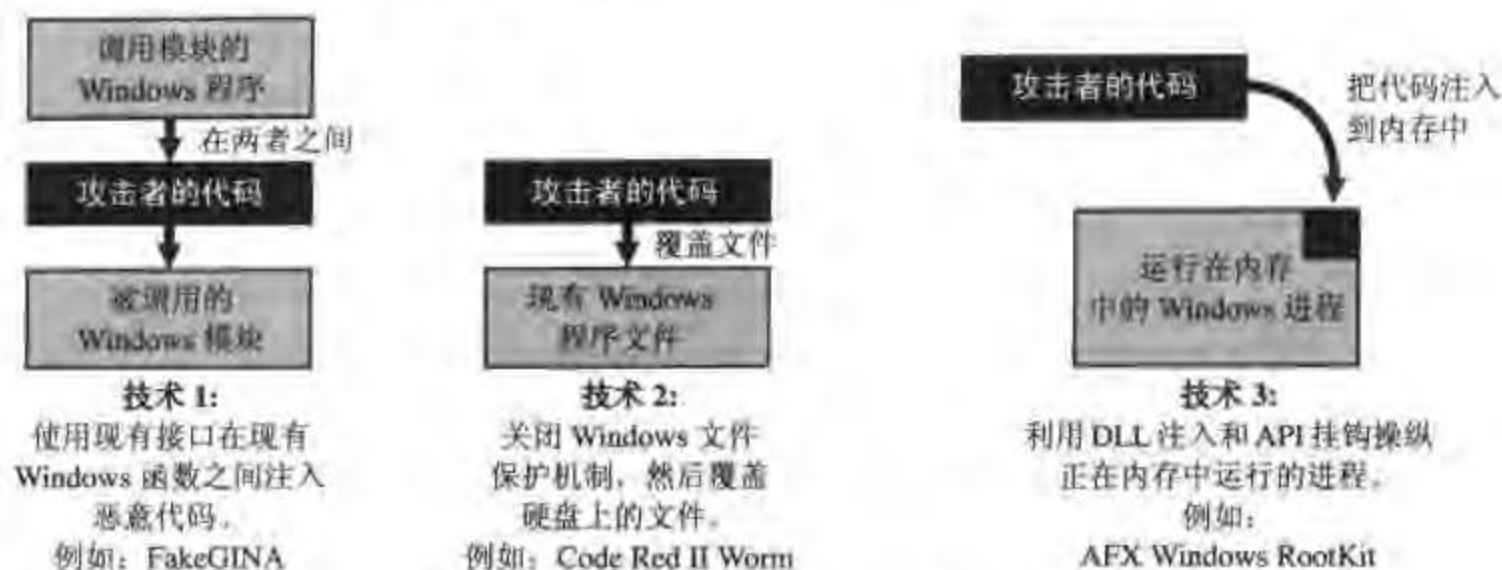 调用模块的
Windows 程序
在两者之间
攻击者的代码
被调用的
Windows 模块
技术 1:
使用现有接口在现有
Windows 函数之间注入
恶意代码。
例如：FakeGINA
攻击者的代码
覆盖文件
现有 Windows
程序文件
技术 2:
关闭 Windows 文件
保护机制，然后覆盖
硬盘上的文件。
例如：Code Red II Worm
攻击者的代码
把代码注入
到内存中
运行在内存
中的 Windows 进程
技术 3:
利用 DLL 注入和 API 挂钩操纵
正在内存中运行的进程。
例如：
AFX Windows RootKit